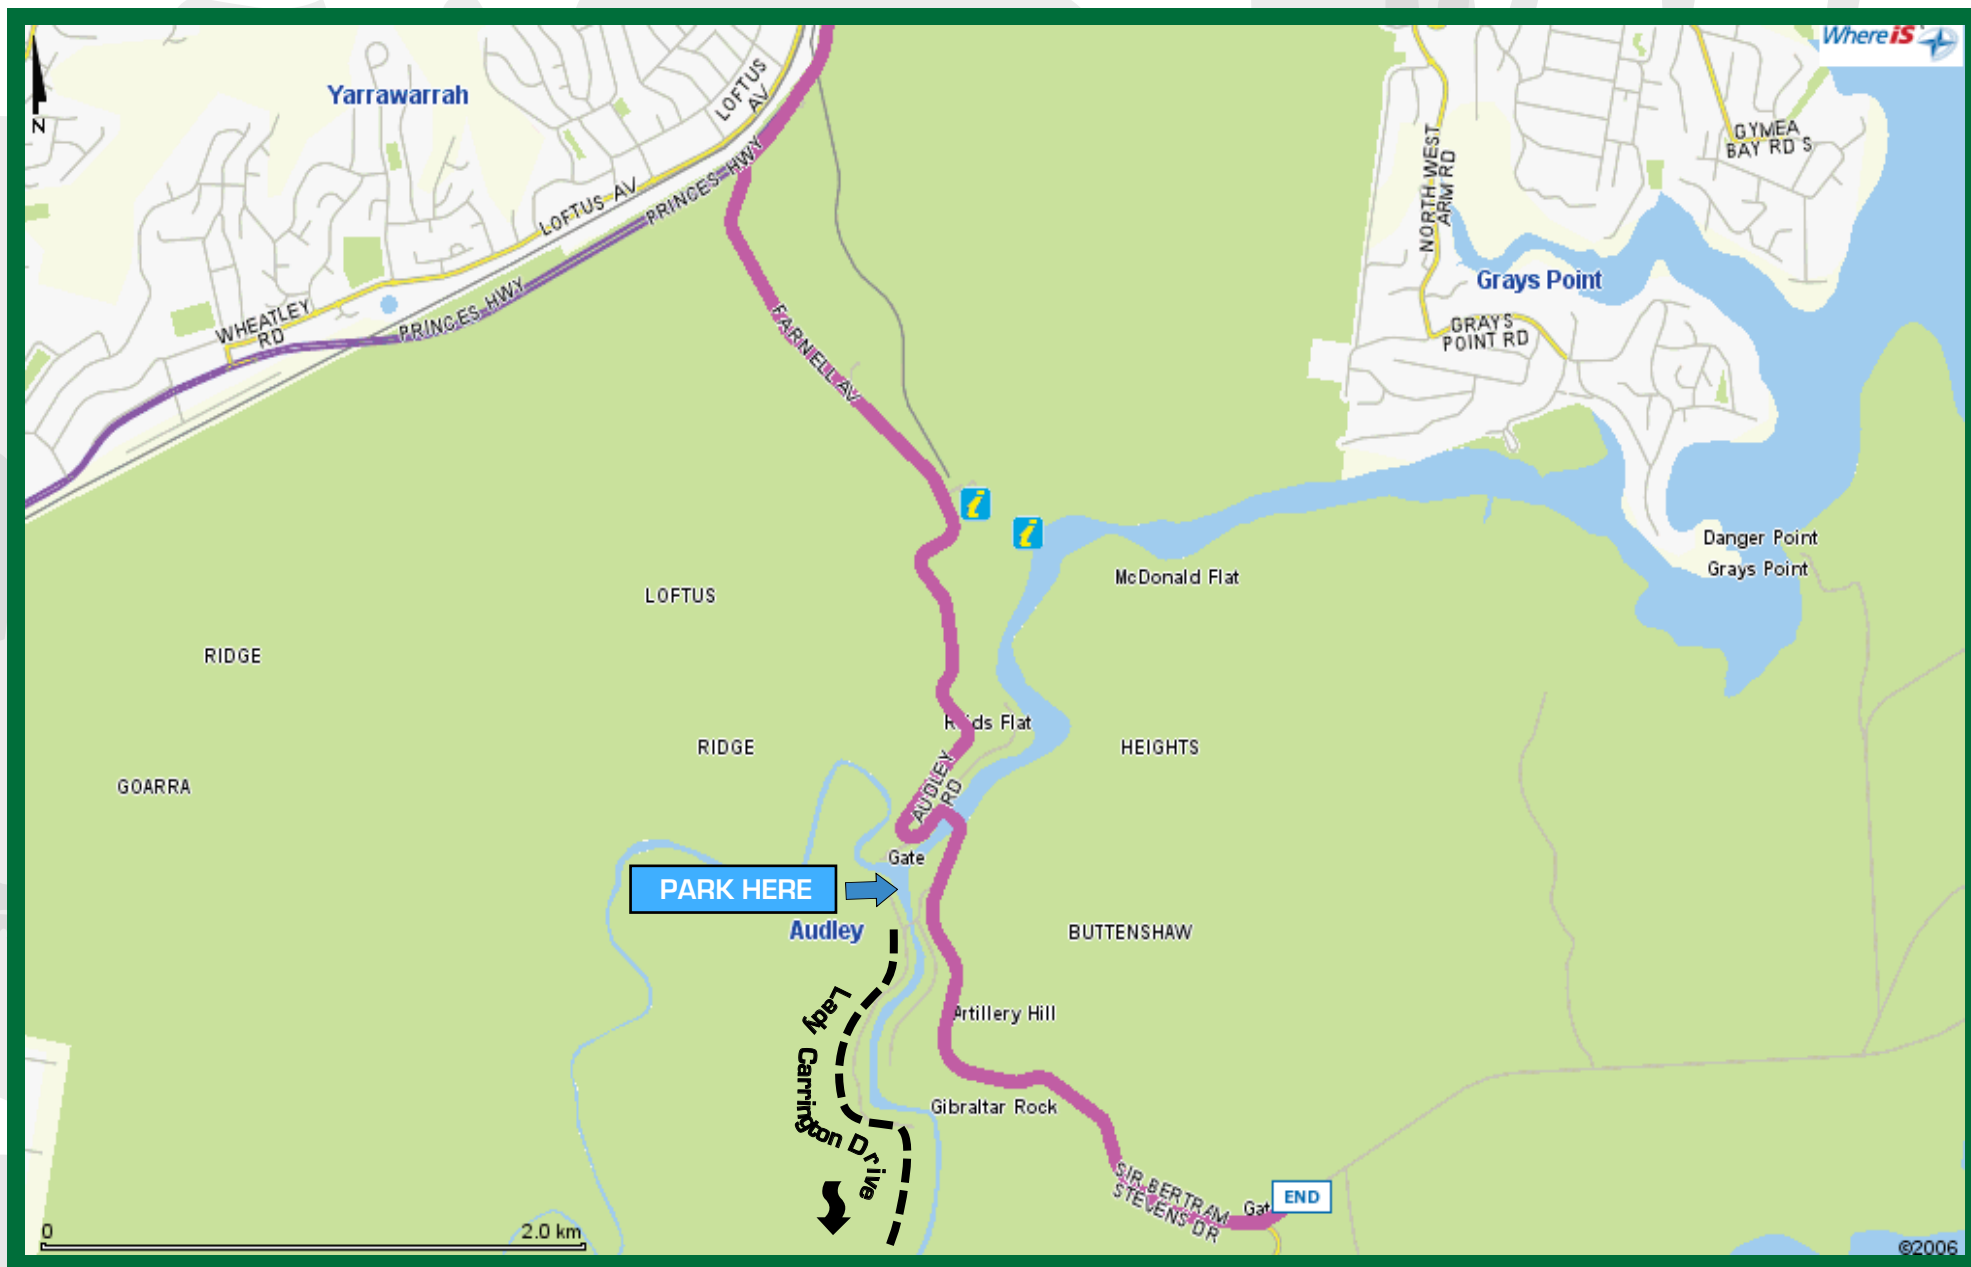 WhereiS
N
Yarrawarrah
LOFTUS
AV
LOFTUS AV
PRINCES HWY
PRINCES HWY
WHEATLEY
RD
FARNELL AV
NORTH WEST
ARM RD
GYMEA
BAY RD S
Grays Point
GRAYS
POINT RD
i
i
Danger Point
Grays Point
McDonald Flat
LOFTUS
RIDGE
RIDGE
GOARRA
HEIGHTS
AUDLEY
RD
Gate
PARK HERE
Audley
BUTTENSHAW
Artillery Hill
Lady Carrington Drive
Gibraltar Rock
SIR BERTRAM
STEVENS DR
END
0 2.0 km
©2006